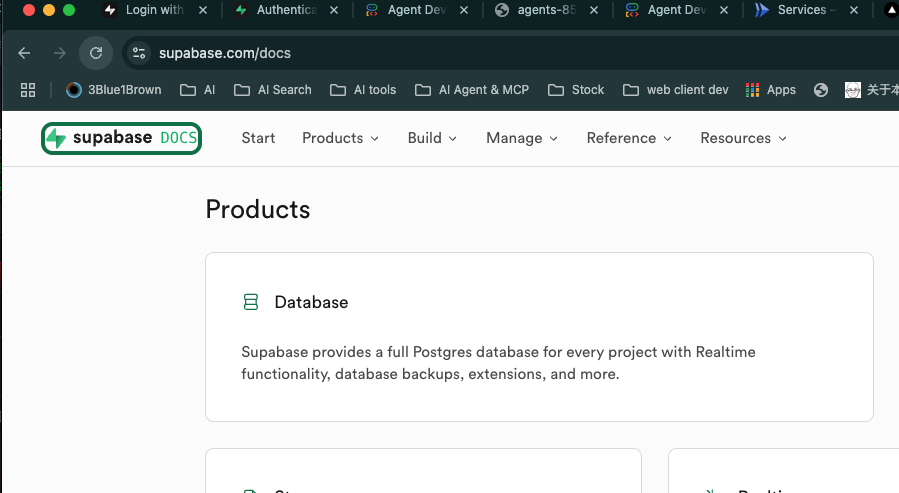 Login with
Authentica
Agent Dev
agents-85
Agent Dev
Services –
supabase.com/docs
3Blue1Brown
AI
AI Search
AI tools
AI Agent & MCP
Stock
web client dev
Apps
关于本
supabase DOCS
Start
Products
Build
Manage
Reference
Resources
Products
Database
Supabase provides a full Postgres database for every project with Realtime
functionality, database backups, extensions, and more.